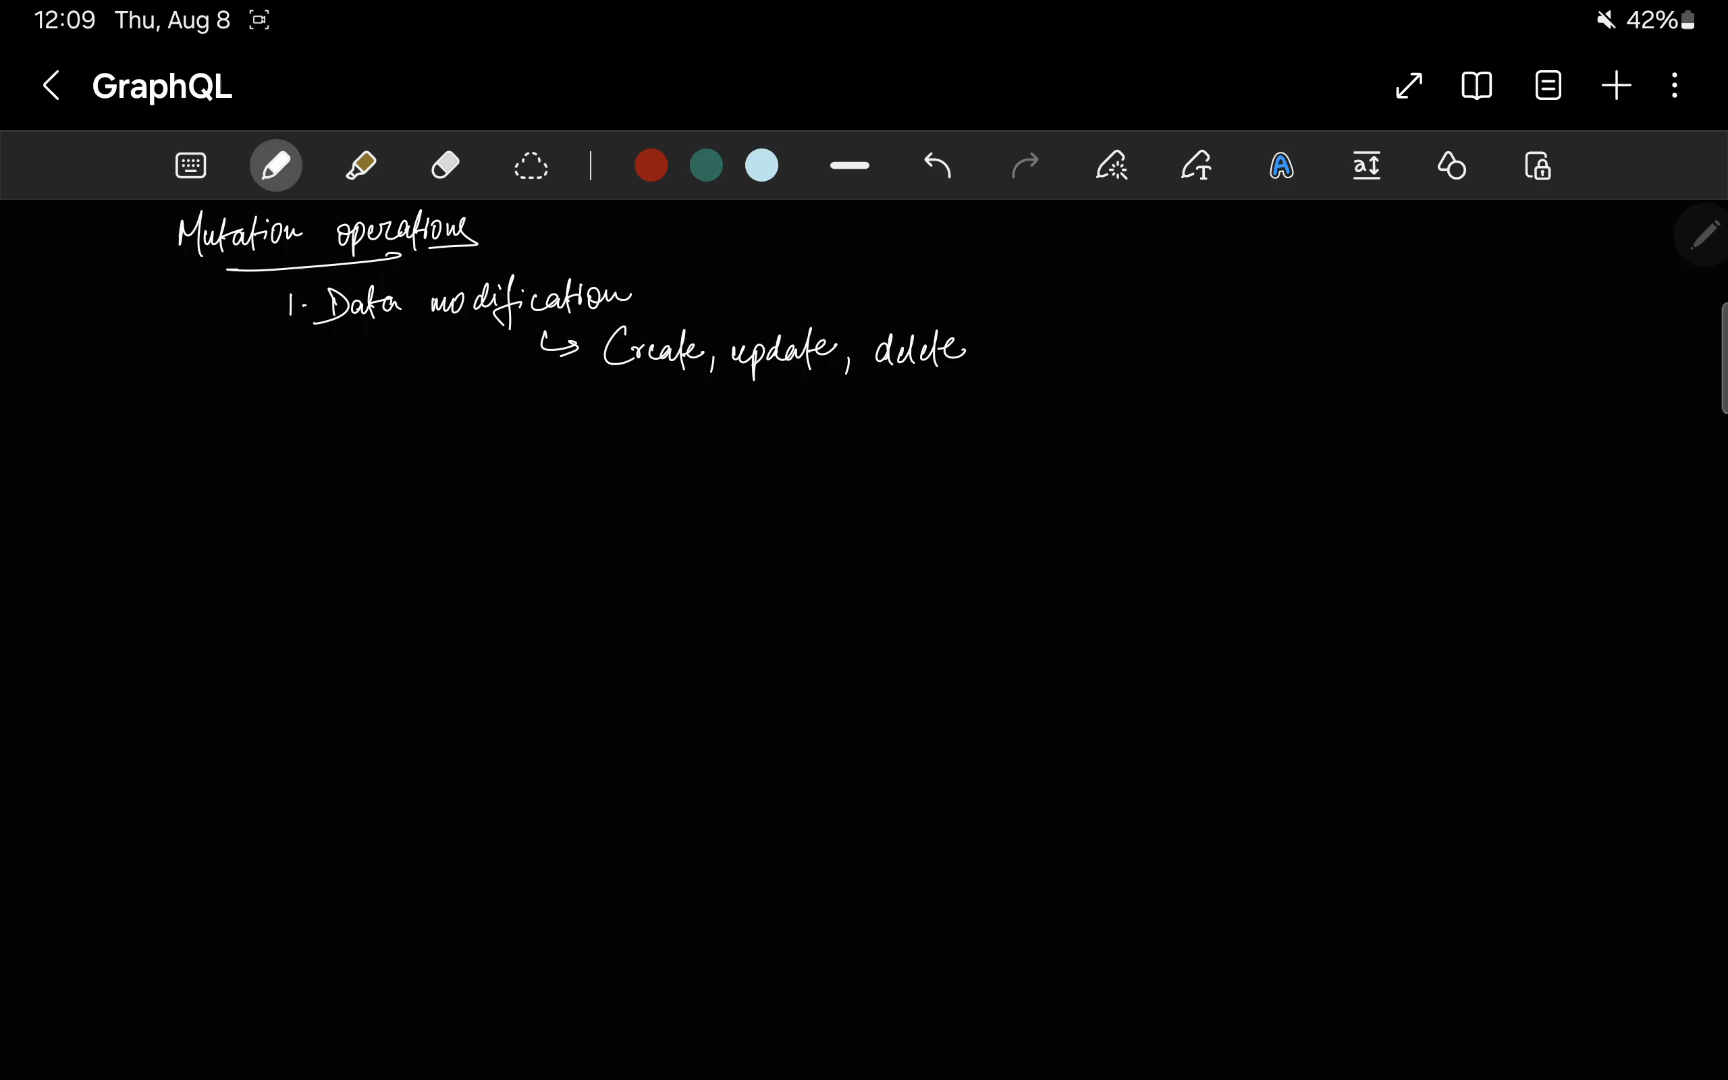 12:09 Thu, Aug 8 42%
GraphQL
Mutation operations
1. Data modification
↳ Create, update, delete